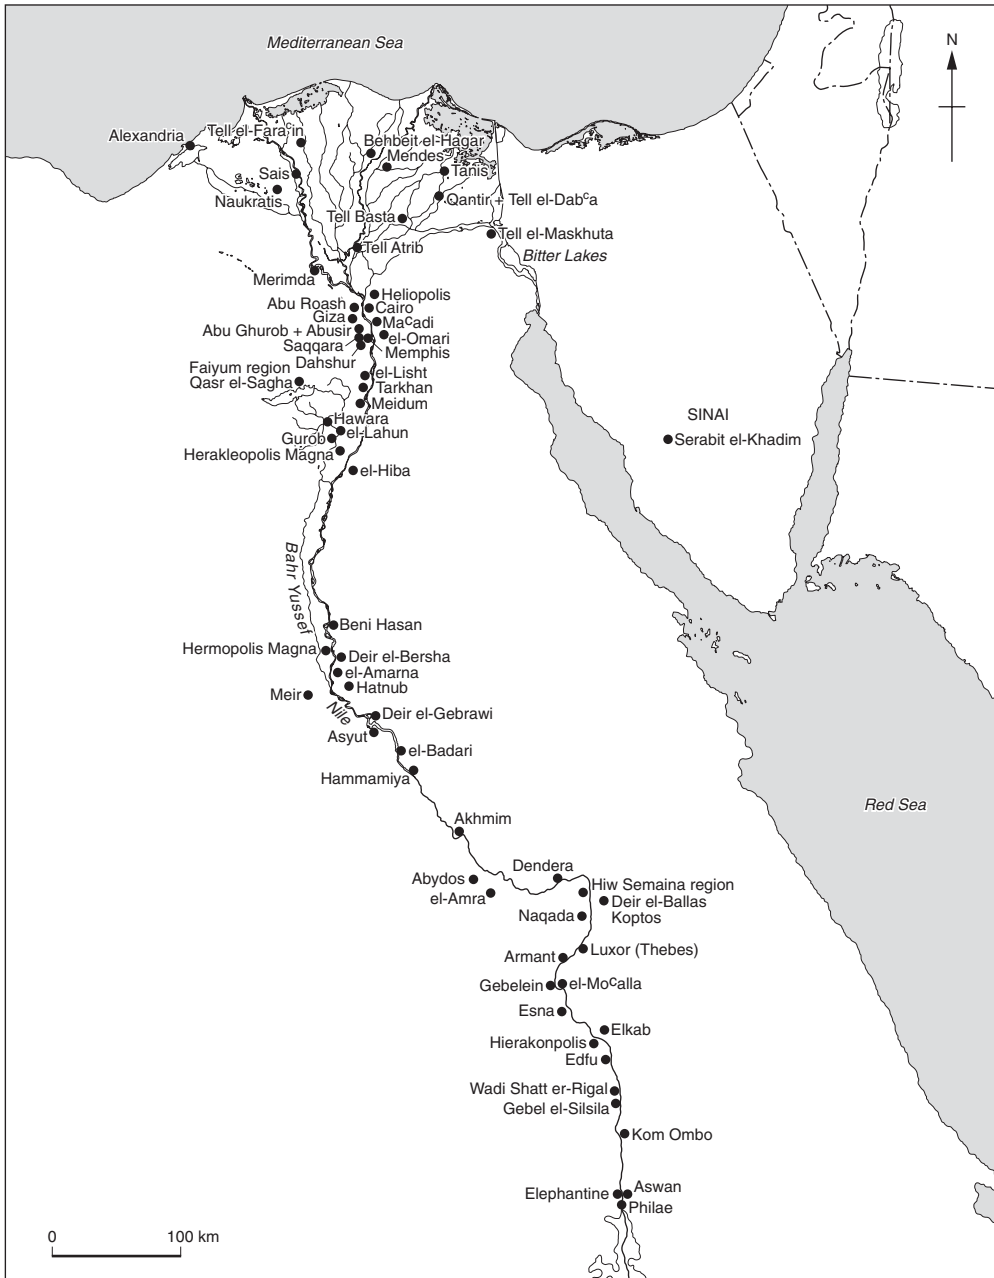 Mediterranean Sea
N
Alexandria
Tell el-Faraᶜin
Behbeit el-Hagar
Mendes
Sais
Tanis
Naukratis
Qantir + Tell el-Dabᶜa
Tell Basta
Tell el-Maskhuta
Tell Atrib
Bitter Lakes
Merimda
Heliopolis
Abu Roash
Cairo
Giza
Maᶜadi
Abu Ghurob + Abusir
el-Omari
Saqqara
Memphis
Dahshur
Faiyum region
el-Lisht
Qasr el-Sagha
Tarkhan
Meidum
SINAI
Hawara
el-Lahun
Gurob
Serabit el-Khadim
Herakleopolis Magna
el-Hiba
Bahr Yussef
Beni Hasan
Hermopolis Magna
Deir el-Bersha
el-Amarna
Hatnub
Meir
Nile
Deir el-Gebrawi
Asyut
el-Badari
Hammamiya
Red Sea
Akhmim
Dendera
Abydos
Hiw Semaina region
el-Amra
Deir el-Ballas
Naqada
Koptos
Luxor (Thebes)
Armant
Gebelein
el-Moᶜalla
Esna
Elkab
Hierakonpolis
Edfu
Wadi Shatt er-Rigal
Gebel el-Silsila
Kom Ombo
Elephantine
Aswan
Philae
0 100 km